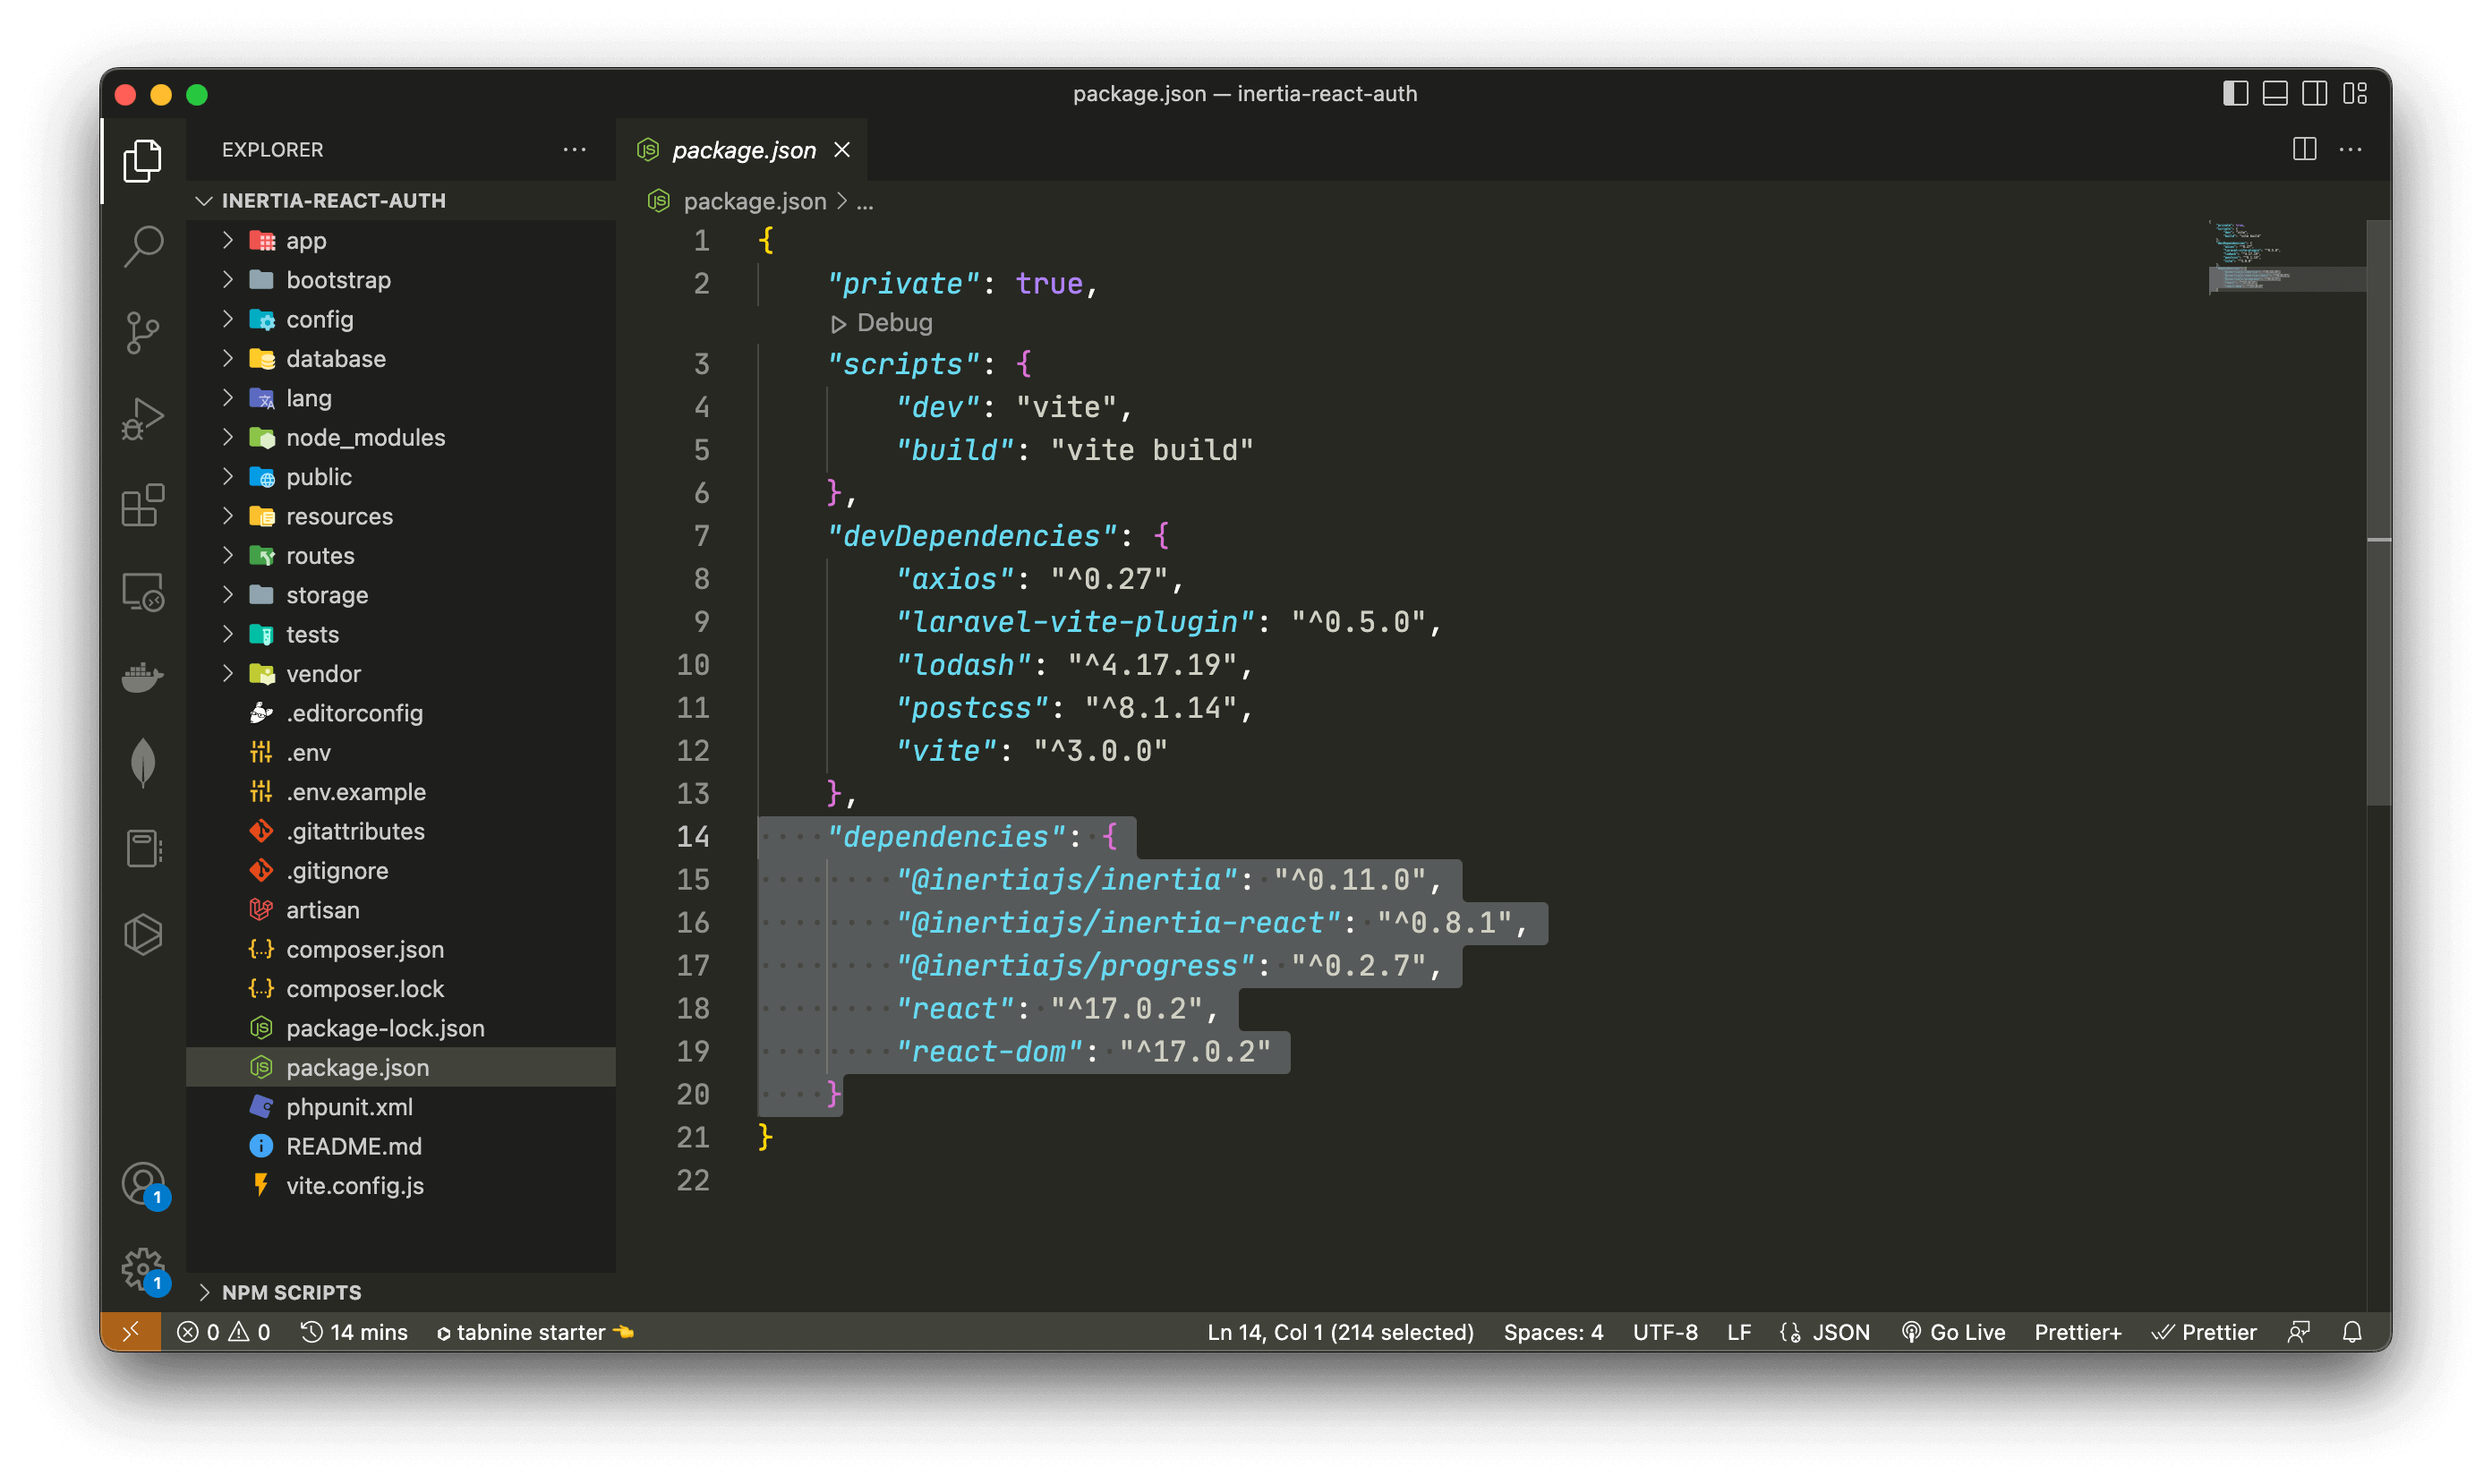 package.json — inertia-react-auth
EXPLORER
INERTIA-REACT-AUTH
app
bootstrap
config
database
lang
node_modules
public
resources
routes
storage
tests
vendor
.editorconfig
.env
.env.example
.gitattributes
.gitignore
artisan
composer.json
composer.lock
package-lock.json
package.json
phpunit.xml
README.md
vite.config.js
NPM SCRIPTS
1
1
package.json
package.json > ...
1 {
2 "private": true,
Debug
3 "scripts": {
4 "dev": "vite",
5 "build": "vite build"
6 },
7 "devDependencies": {
8 "axios": "^0.27",
9 "laravel-vite-plugin": "^0.5.0",
10 "lodash": "^4.17.19",
11 "postcss": "^8.1.14",
12 "vite": "^3.0.0"
13 },
14 "dependencies": {
15 "@inertiajs/inertia": "^0.11.0",
16 "@inertiajs/inertia-react": "^0.8.1",
17 "@inertiajs/progress": "^0.2.7",
18 "react": "^17.0.2",
19 "react-dom": "^17.0.2"
20 }
21 }
22
0 0 14 mins tabnine starter Ln 14, Col 1 (214 selected) Spaces: 4 UTF-8 LF JSON Go Live Prettier+ Prettier